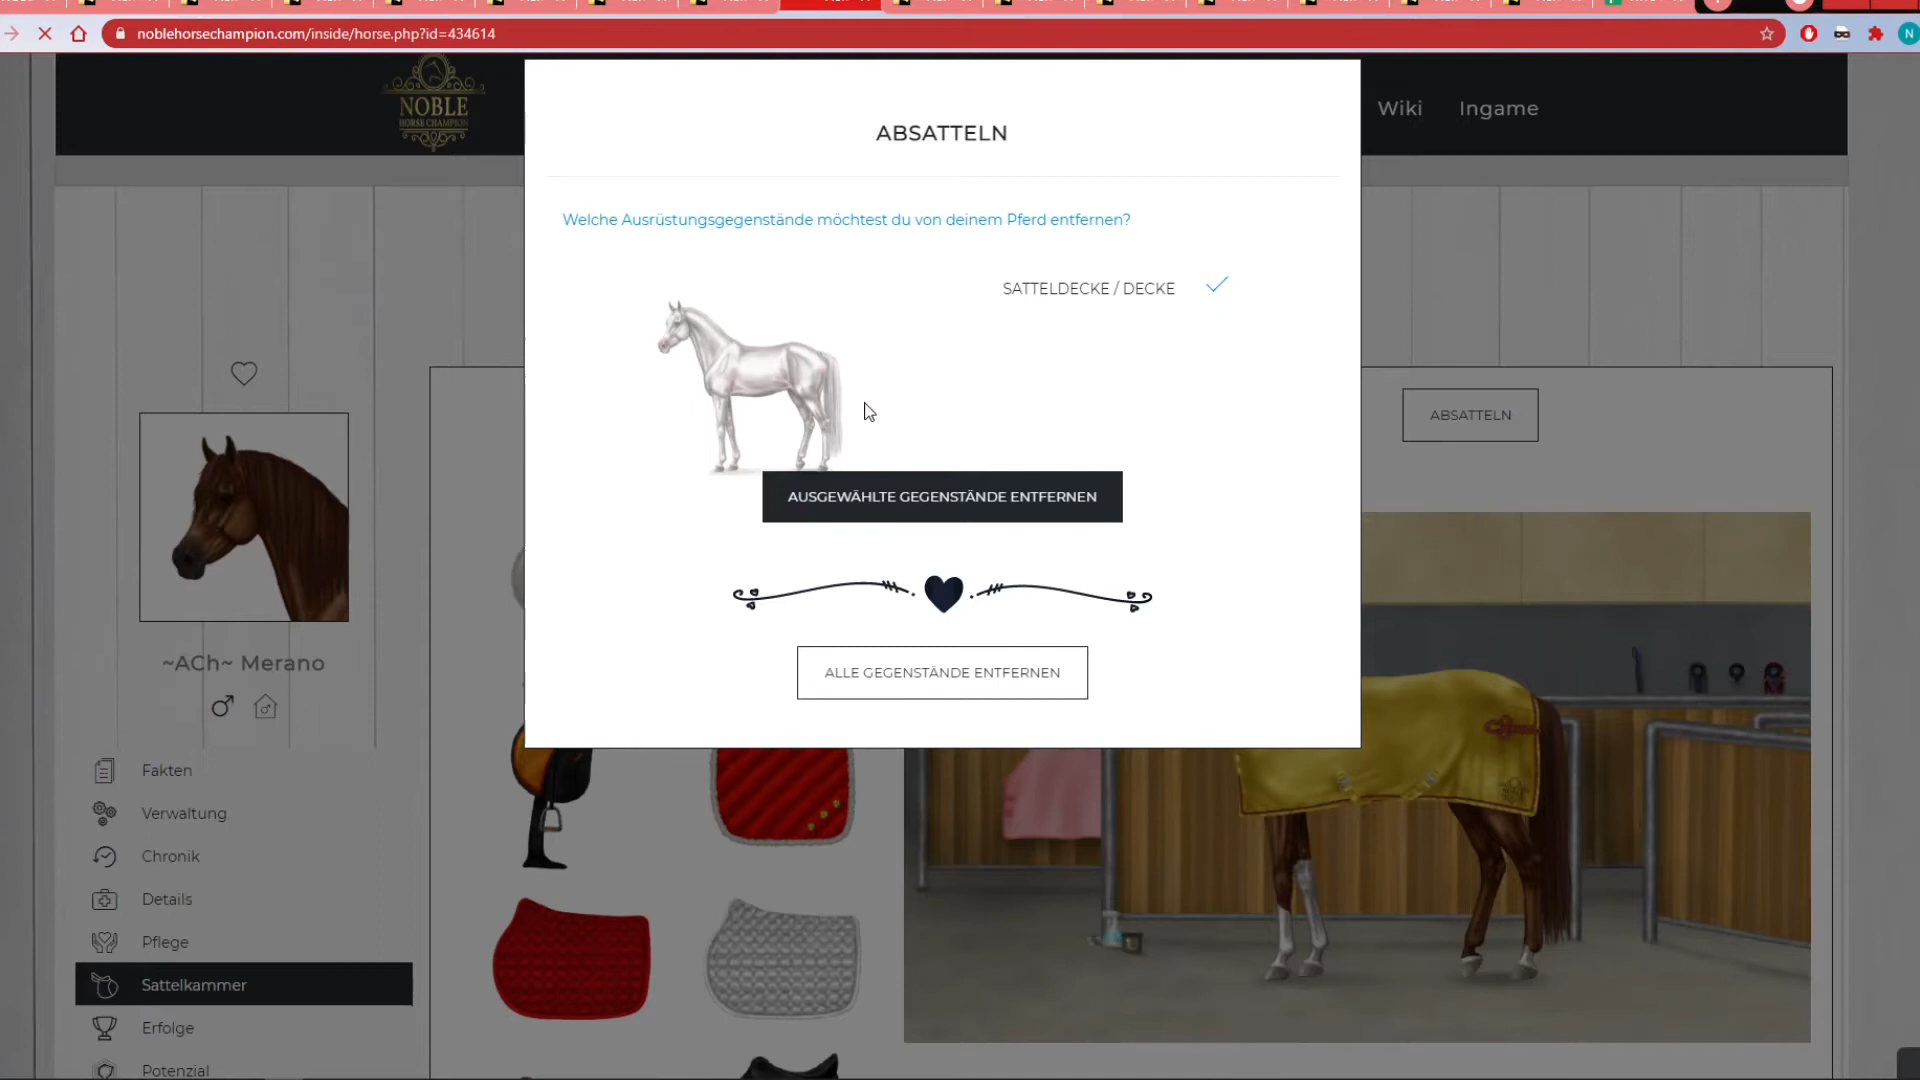 noblehorsechampion.com/inside/horse.php?id=434614
N
NOBLE
HORSE CHAMPION
Wiki
Ingame
ABSATTELN
Welche Ausrüstungsgegenstände möchtest du von deinem Pferd entfernen?
SATTELDECKE / DECKE
AUSGEWÄHLTE GEGENSTÄNDE ENTFERNEN
ALLE GEGENSTÄNDE ENTFERNEN
ABSATTELN
~ACh~ Merano
Fakten
Verwaltung
Chronik
Details
Pflege
Sattelkammer
Erfolge
Potenzial